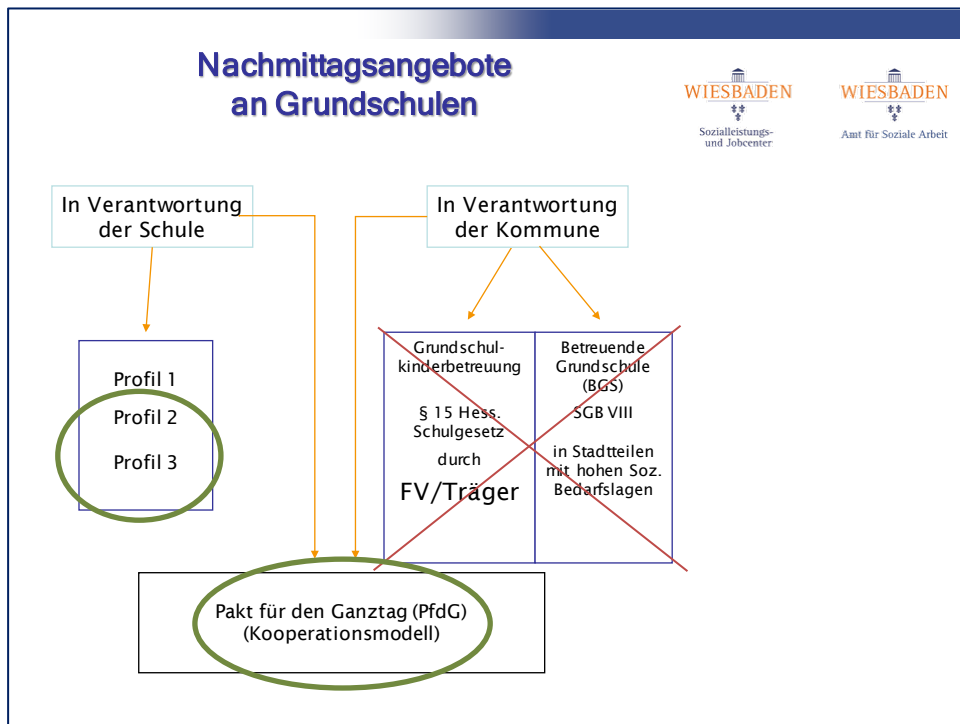 Nachmittagsangebote
an Grundschulen
WIESBADEN
Sozialleistungs-
und Jobcenter
WIESBADEN
Amt für Soziale Arbeit
In Verantwortung
der Schule
In Verantwortung
der Kommune
Profil 1
Profil 2
Profil 3
Grundschul-
kinderbetreuung
§ 15 Hess.
Schulgesetz
durch
FV/Träger
Betreuende
Grundschule
(BGS)
SGB VIII
in Stadtteilen
mit hohen Soz.
Bedarfslagen
Pakt für den Ganztag (PfdG)
(Kooperationsmodell)